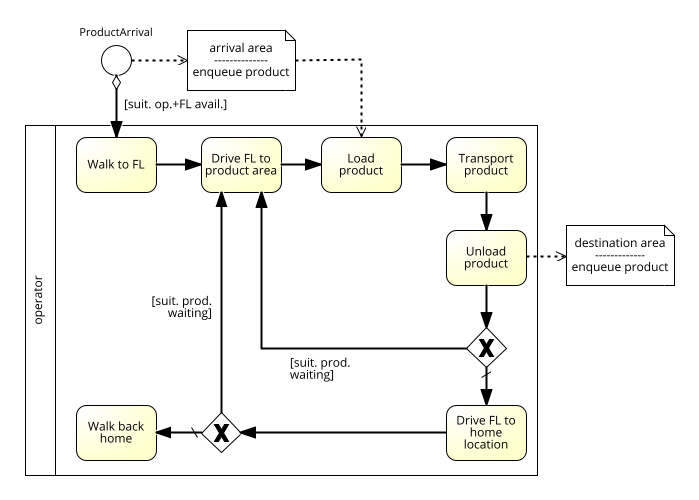 ProductArrival
arrival area
--------------
enqueue product
[suit. op.+FL avail.]
Walk to FL
Drive FL to
product area
Load
product
Transport
product
Unload
product
destination area
-------------
enqueue product
operator
[suit. prod.
waiting]
[suit. prod.
waiting]
X
Walk back
home
X
Drive FL to
home
location